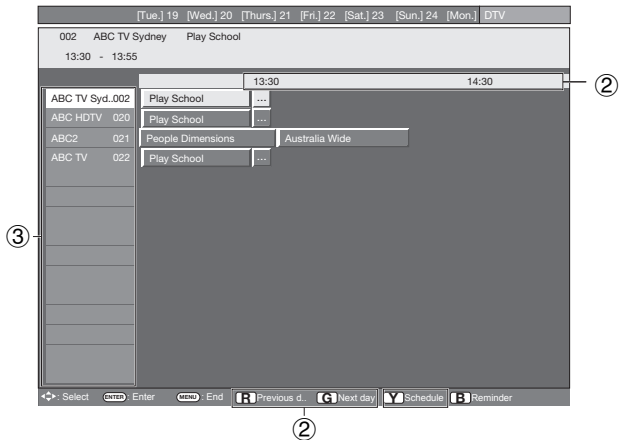 [Tue.] 19 [Wed.] 20 [Thurs.] 21 [Fri.] 22 [Sat.] 23 [Sun.] 24 [Mon.] DTV
002 ABC TV Sydney Play School
13:30 - 13:55
13:30 14:30
②
ABC TV Syd..002 Play School ...
ABC HDTV 020 Play School ...
ABC2 021 People Dimensions Australia Wide
ABC TV 022 Play School ...
③
: Select ENTER : Enter MENU : End R Previous d.. G Next day Y Schedule B Reminder
②